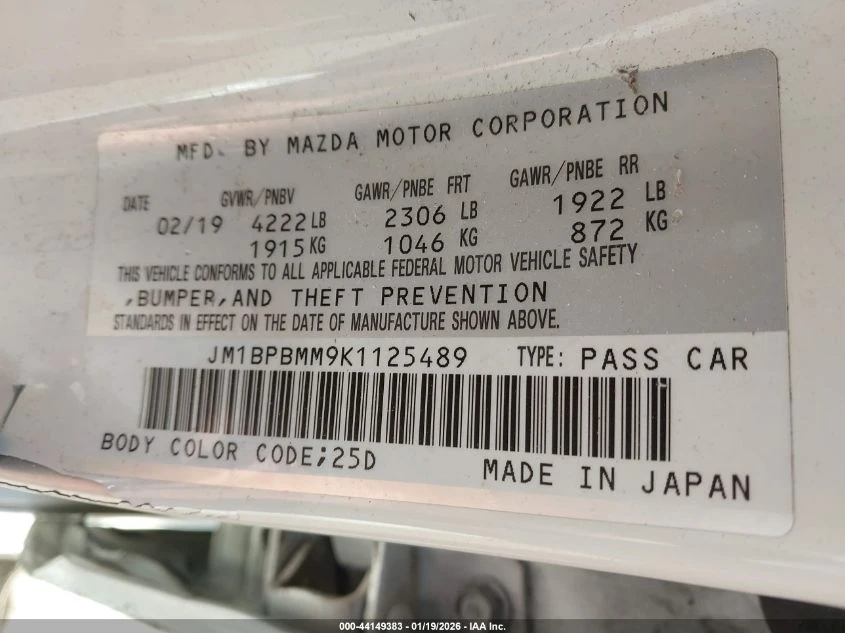 MFD. BY MAZDA MOTOR CORPORATION
DATE GVWR/PNBV GAWR/PNBE FRT GAWR/PNBE RR
02/19 4222 LB 2306 LB 1922 LB
1915 KG 1046 KG 872 KG
THIS VEHICLE CONFORMS TO ALL APPLICABLE FEDERAL MOTOR VEHICLE SAFETY
,BUMPER,AND THEFT PREVENTION
STANDARDS IN EFFECT ON THE DATE OF MANUFACTURE SHOWN ABOVE.
JM1BPBMM9K1125489 TYPE: PASS CAR
BODY COLOR CODE;25D
MADE IN JAPAN
000-44149383 - 01/19/2026 - IAA Inc.